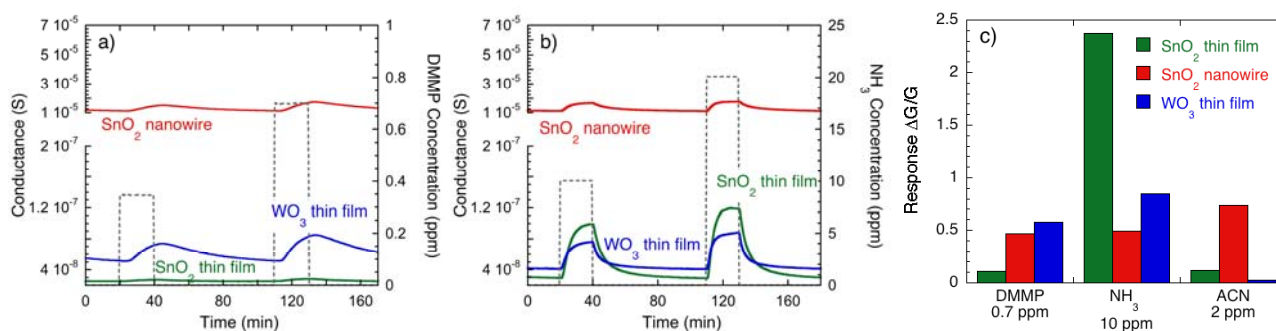 a)
7 10⁻⁵
5 10⁻⁵
3 10⁻⁵
1 10⁻⁵
2 10⁻⁷
1.2 10⁻⁷
4 10⁻⁸
Conductance (S)
Conductance (S)
SnO₂ nanowire
WO₃ thin film
SnO₂ thin film
0 40 80 120 160
Time (min)
1
0.8
0.6
0.4
0.2
0
DMMP Concentration (ppm)
b)
7 10⁻⁵
5 10⁻⁵
3 10⁻⁵
1 10⁻⁵
2 10⁻⁷
1.2 10⁻⁷
4 10⁻⁸
Conductance (S)
Conductance (S)
SnO₂ nanowire
SnO₂ thin film
WO₃ thin film
0 40 80 120 160
Time (min)
25
20
15
10
5
0
NH₃ Concentration (ppm)
c)
2.5
2
1.5
1
0.5
0
Response ΔG/G
SnO₂ thin film
SnO₂ nanowire
WO₃ thin film
DMMP NH₃ ACN
0.7 ppm 10 ppm 2 ppm